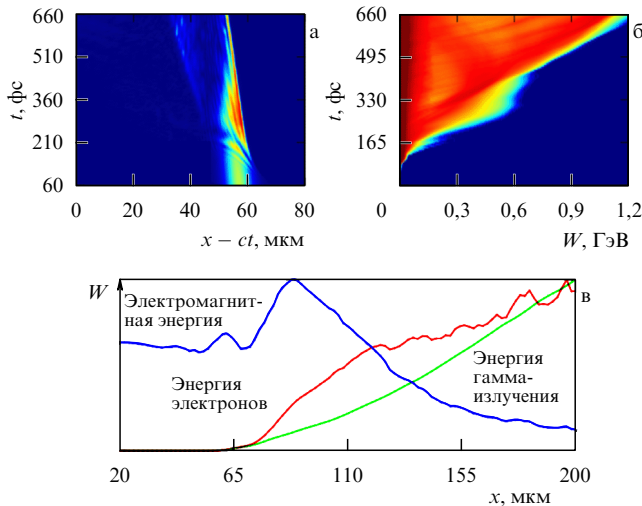 660
510
360
210
60
t, фс
0
20
40
60
80
x − ct, мкм
а
660
495
330
165
t, фс
0
0,3
0,6
0,9
1,2
W, ГэВ
б
W
Электромагнит-
ная энергия
Энергия
электронов
Энергия
гамма-
излучения
в
20
65
110
155
200
x, мкм